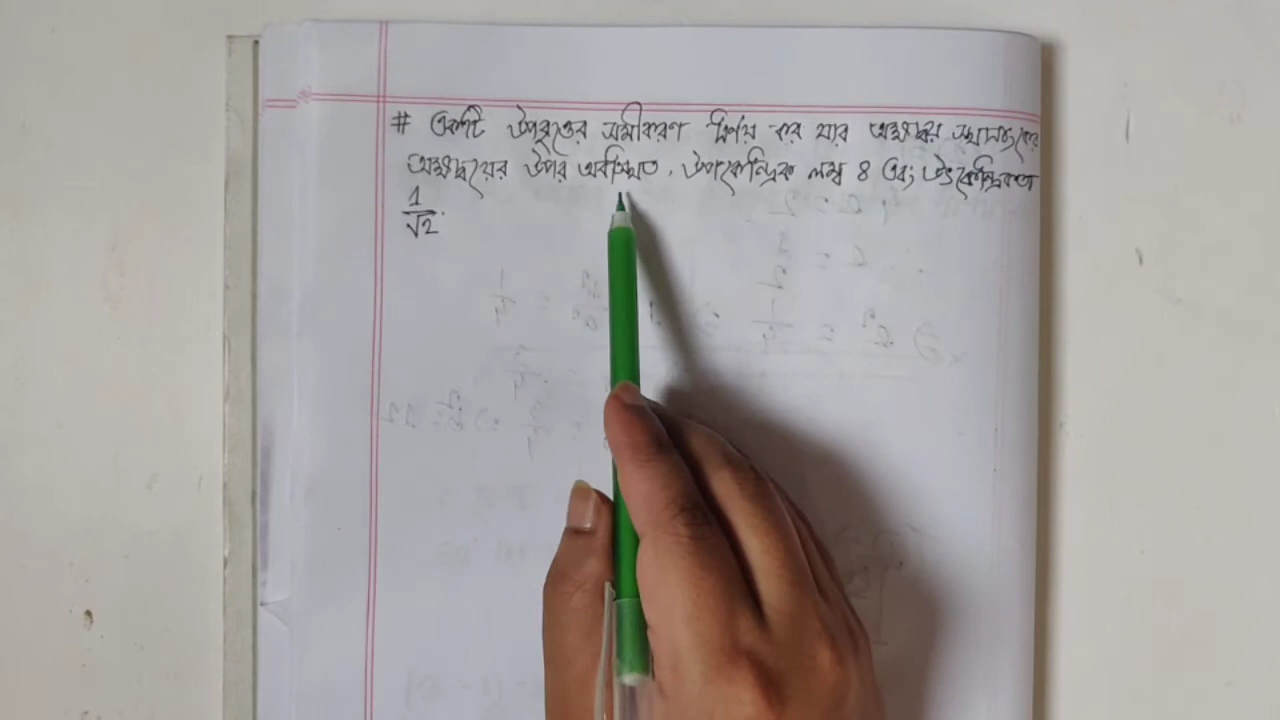 # একটি উপবৃত্তের সমীকরণ নির্ণয় কর যার অক্ষদ্বয় স্থানাঙ্কের
অক্ষদ্বয়ের উপর অবস্থিত. উপকেন্দ্রিক লম্ব 8 এবং উৎকেন্দ্রিকতা
1/√2.